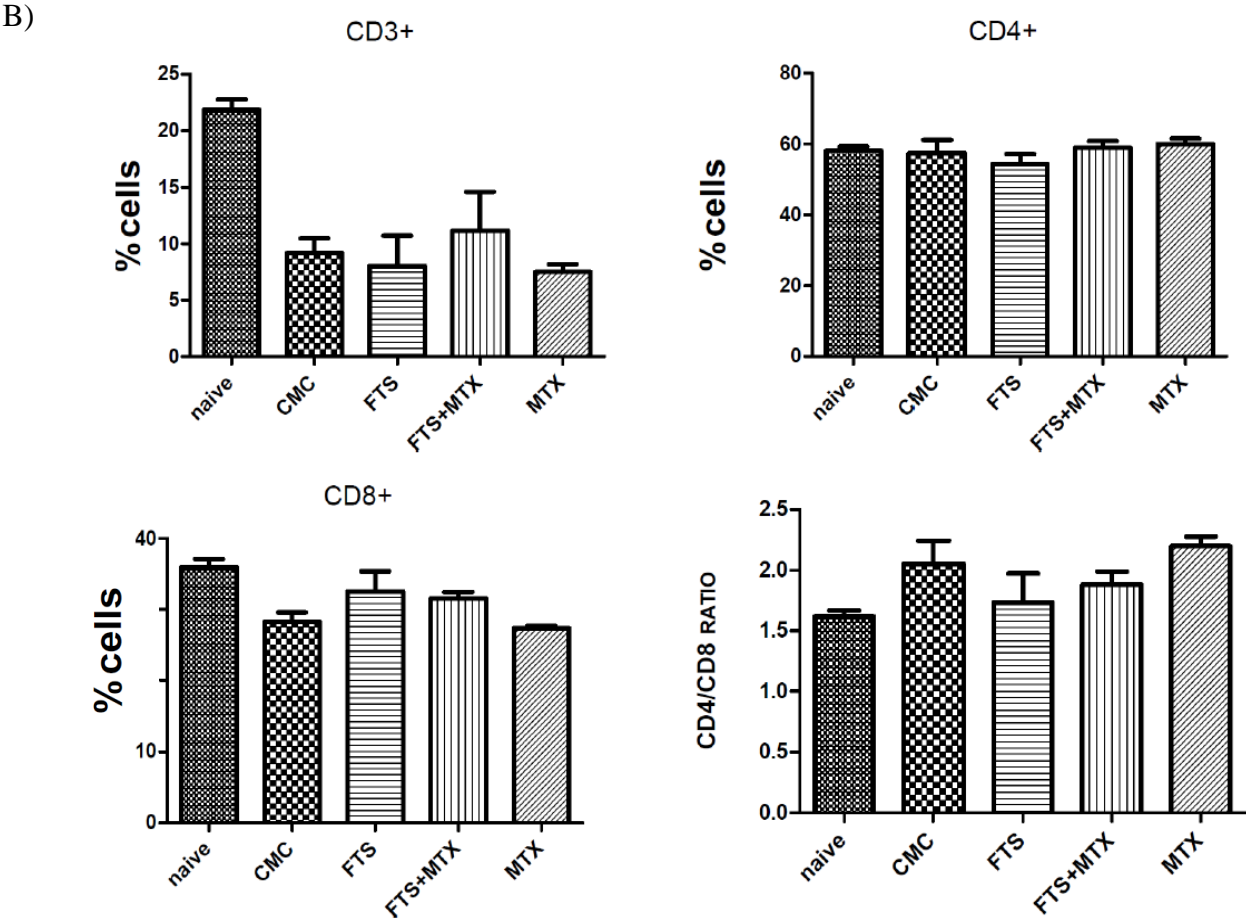 B)
CD3+
25
20
15
10
5
0
% cells
naive
CMC
FTS
FTS+MTX
MTX
CD4+
80
60
40
20
0
% cells
naive
CMC
FTS
FTS+MTX
MTX
CD8+
40
10
0
% cells
naive
CMC
FTS
FTS+MTX
MTX
2.5
2.0
1.5
1.0
0.5
0.0
CD4/CD8 RATIO
naive
CMC
FTS
FTS+MTX
MTX